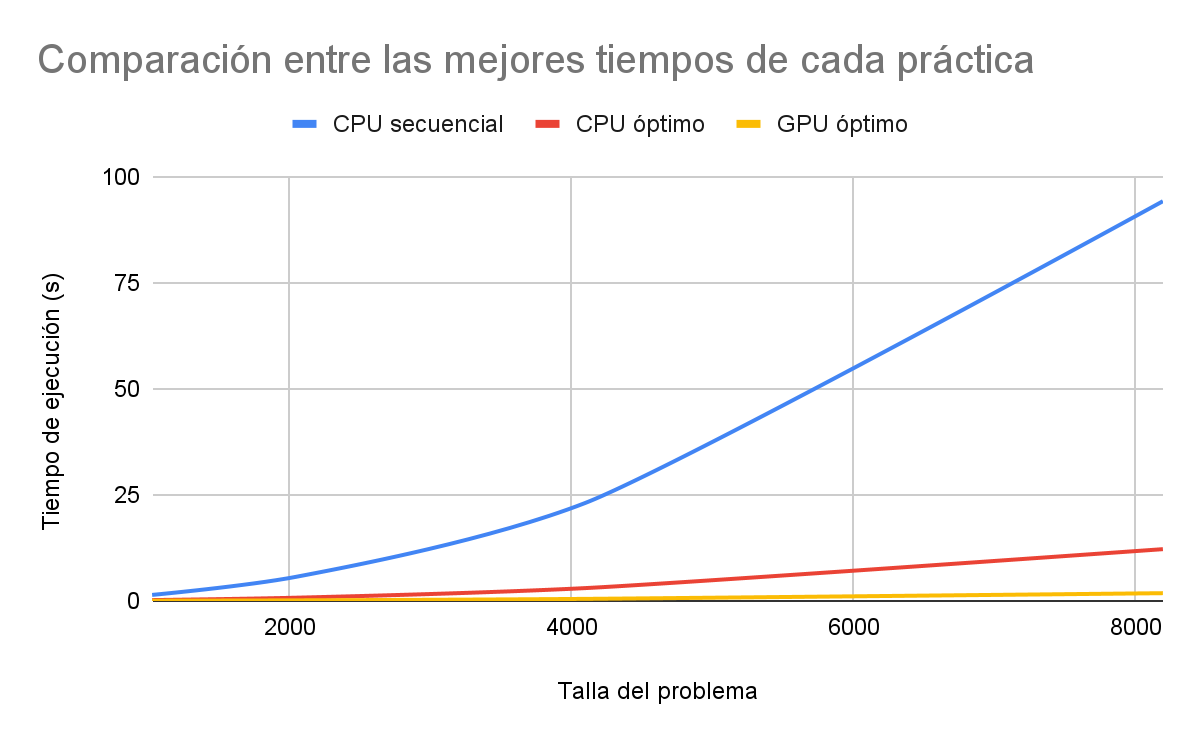 Comparación entre las mejores tiempos de cada práctica
CPU secuencial CPU óptimo GPU óptimo
100
75
50
25
0
Tiempo de ejecución (s)
2000 4000 6000 8000
Talla del problema